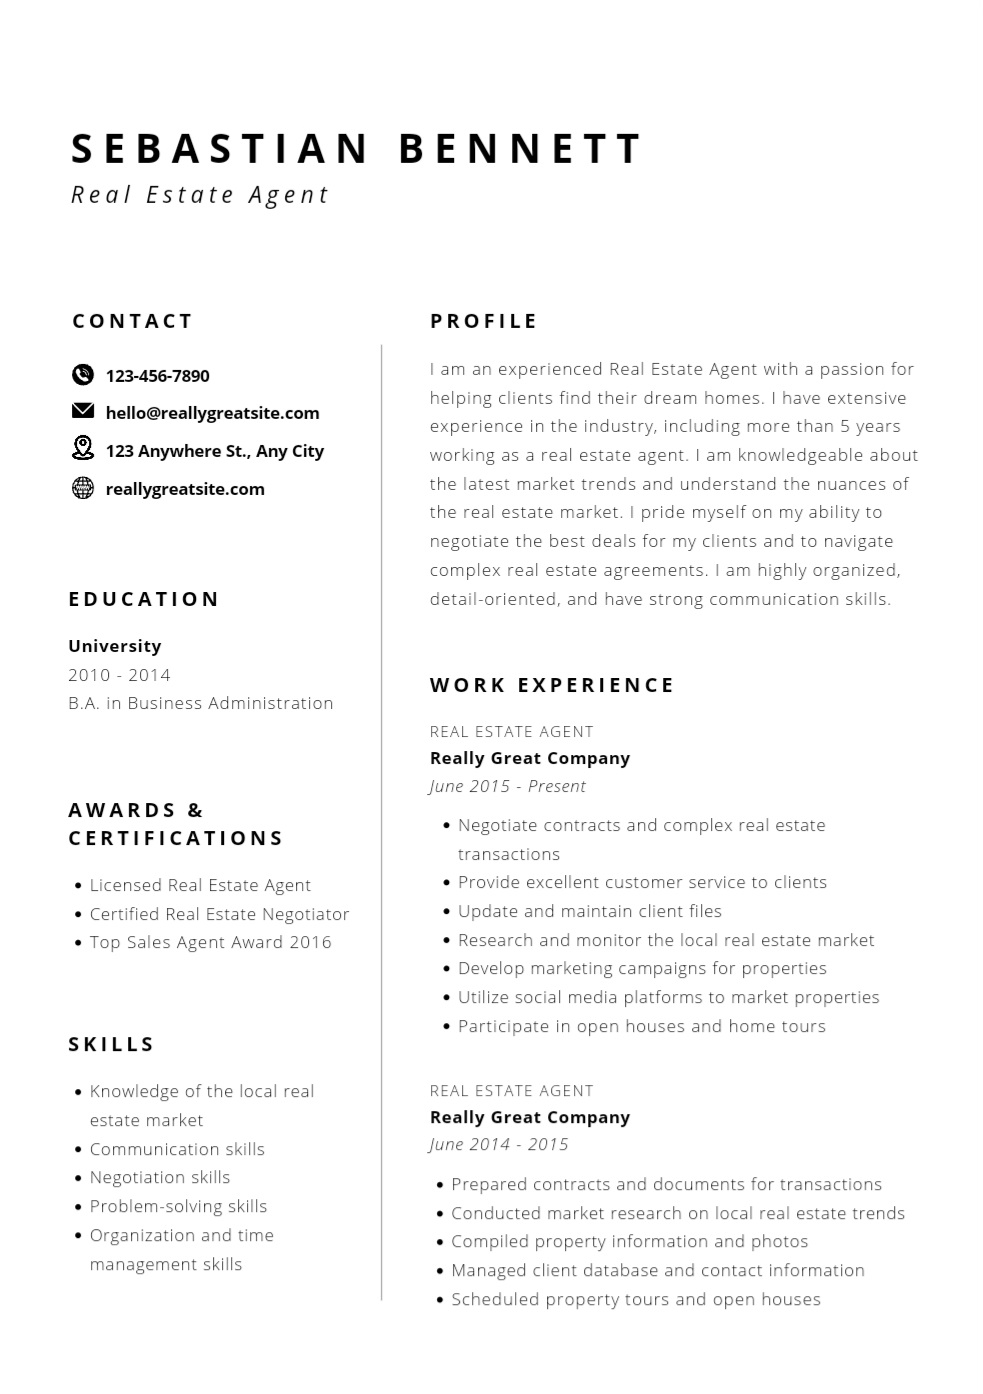 SEBASTIAN BENNETT
Real Estate Agent
CONTACT
123-456-7890
hello@reallygreatsite.com
123 Anywhere St., Any City
reallygreatsite.com
EDUCATION
University
2010 - 2014
B.A. in Business Administration
AWARDS &
CERTIFICATIONS
• Licensed Real Estate Agent
• Certified Real Estate Negotiator
• Top Sales Agent Award 2016
SKILLS
• Knowledge of the local real
estate market
• Communication skills
• Negotiation skills
• Problem-solving skills
• Organization and time
management skills
PROFILE
I am an experienced Real Estate Agent with a passion for
helping clients find their dream homes. I have extensive
experience in the industry, including more than 5 years
working as a real estate agent. I am knowledgeable about
the latest market trends and understand the nuances of
the real estate market. I pride myself on my ability to
negotiate the best deals for my clients and to navigate
complex real estate agreements. I am highly organized,
detail-oriented, and have strong communication skills.
WORK EXPERIENCE
REAL ESTATE AGENT
Really Great Company
June 2015 - Present
• Negotiate contracts and complex real estate
transactions
• Provide excellent customer service to clients
• Update and maintain client files
• Research and monitor the local real estate market
• Develop marketing campaigns for properties
• Utilize social media platforms to market properties
• Participate in open houses and home tours
REAL ESTATE AGENT
Really Great Company
June 2014 - 2015
• Prepared contracts and documents for transactions
• Conducted market research on local real estate trends
• Compiled property information and photos
• Managed client database and contact information
• Scheduled property tours and open houses